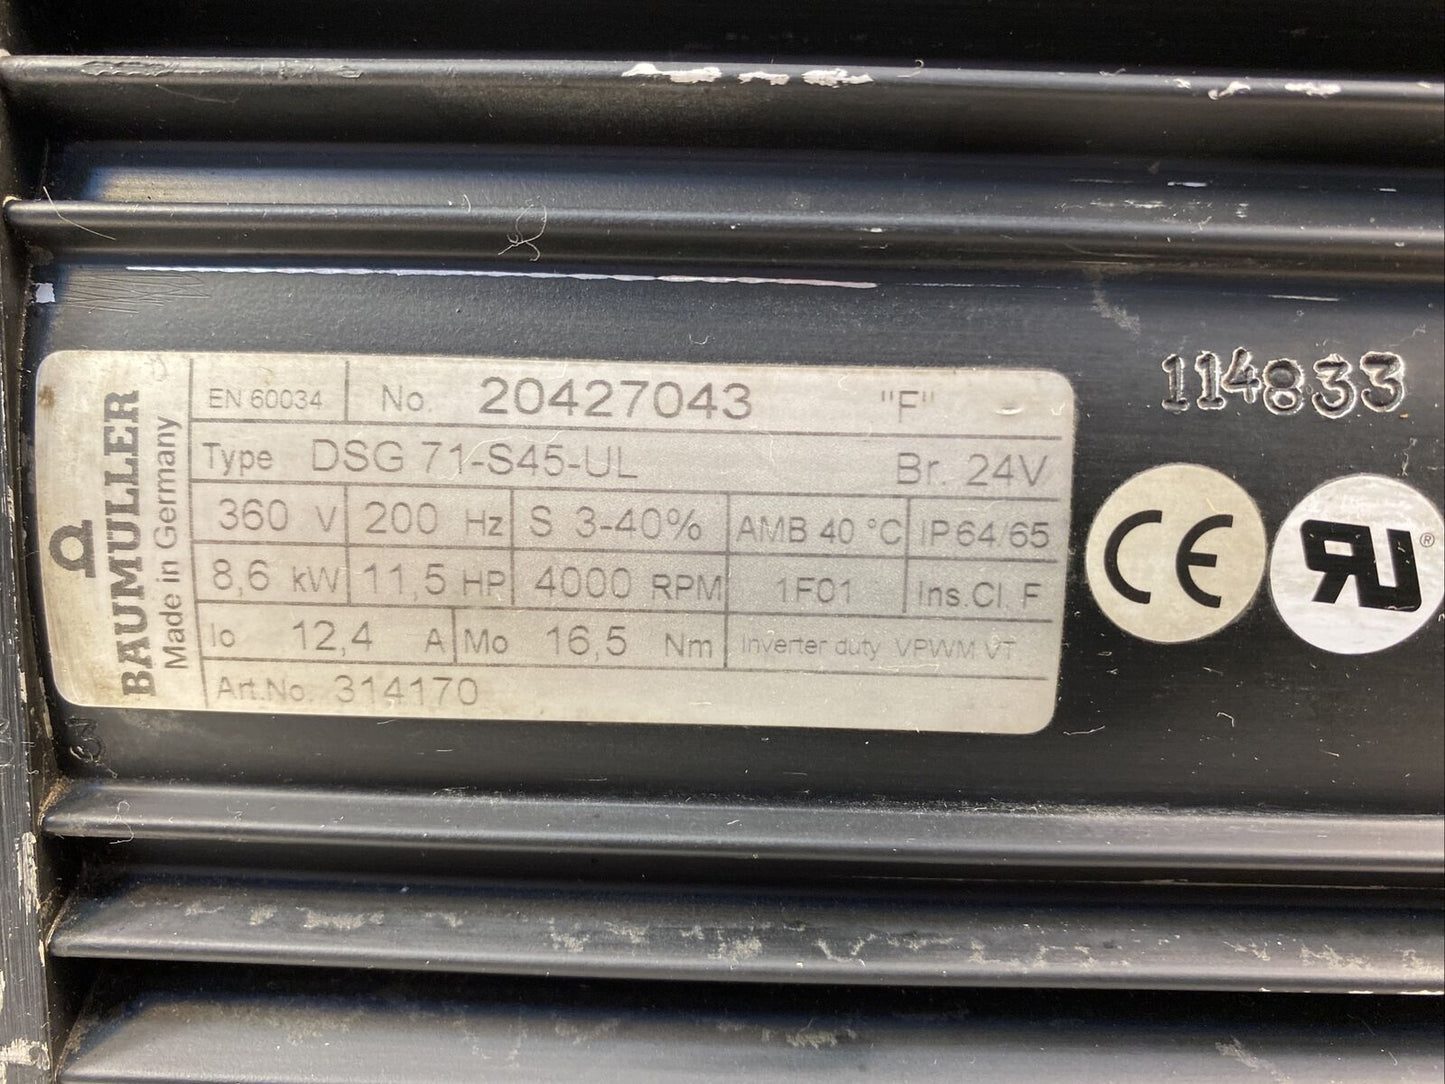 BAUMÜLLER
Made in Germany
EN 60034 No. 20427043 "F"
Type DSG 71-S45-UL Br. 24V
360 V 200 Hz S 3-40% AMB 40 °C IP64/65
8,6 kW 11,5 HP 4000 RPM 1F01 Ins.Cl. F
Io 12,4 A Mo 16,5 Nm Inverter duty VPWM VT
Art.No. 314170
114833
CE
RU ®